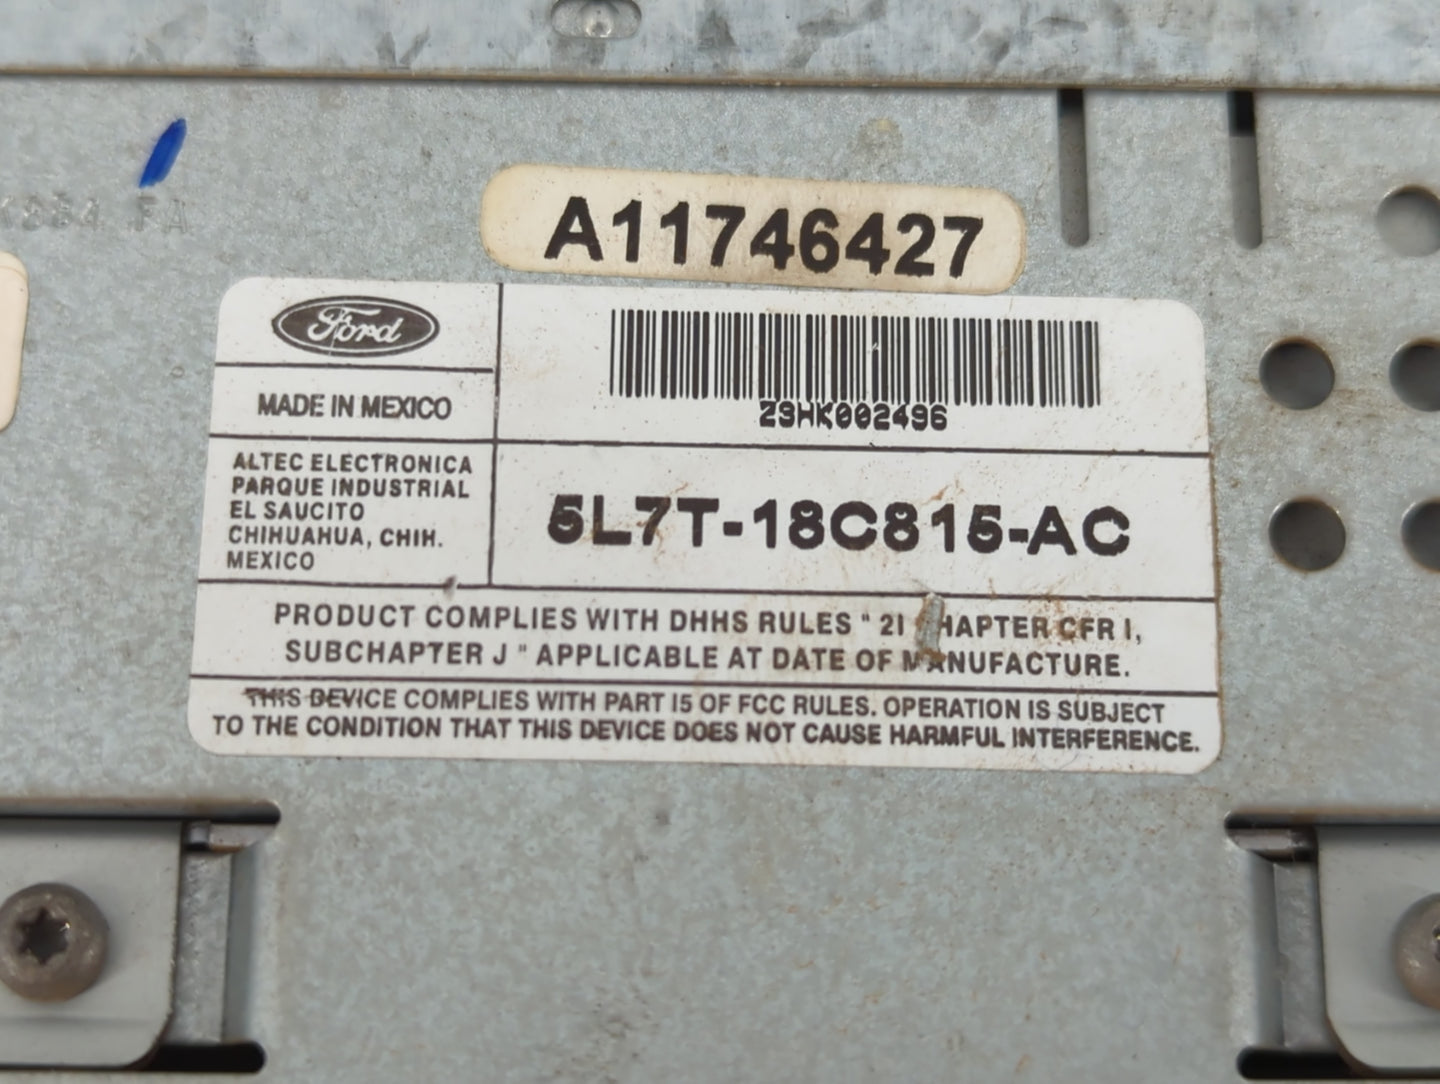 A11746427
Ford
MADE IN MEXICO
Z9HK002496
ALTEC ELECTRONICA
PARQUE INDUSTRIAL
EL SAUCITO
CHIHUAHUA, CHIH.
MEXICO
5L7T-18C815-AC
PRODUCT COMPLIES WITH DHHS RULES " 21 HAPTER CFR I,
SUBCHAPTER J " APPLICABLE AT DATE OF MANUFACTURE.
THIS DEVICE COMPLIES WITH PART 15 OF FCC RULES. OPERATION IS SUBJECT
TO THE CONDITION THAT THIS DEVICE DOES NOT CAUSE HARMFUL INTERFERENCE.